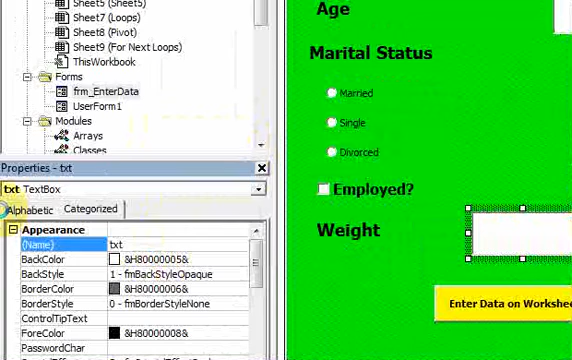 Sheet5 (Sheet5)
Sheet7 (Loops)
Sheet8 (Pivot)
Sheet9 (For Next Loops)
ThisWorkbook
Forms
frm_EnterData
UserForm1
Modules
Arrays
Classes
Properties - txt
txt TextBox
Alphabetic Categorized
Appearance
(Name) txt
BackColor &H80000005&
BackStyle 1 - fmBackStyleOpaque
BorderColor &H80000006&
BorderStyle 0 - fmBorderStyleNone
ControlTipText
ForeColor &H80000008&
PasswordChar
Age
Marital Status
Married
Single
Divorced
Employed?
Weight
Enter Data on Workshee